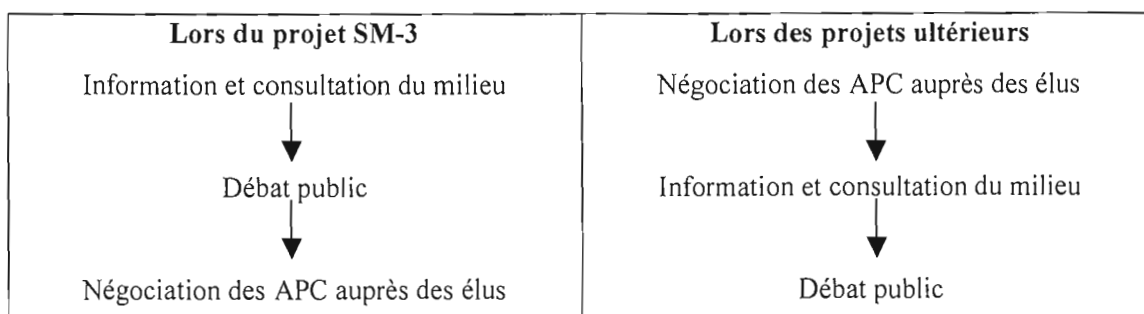 Lors du projet SM-3
Information et consultation du milieu
Débat public
Négociation des APC auprès des élus
Lors des projets ultérieurs
Négociation des APC auprès des élus
Information et consultation du milieu
Débat public